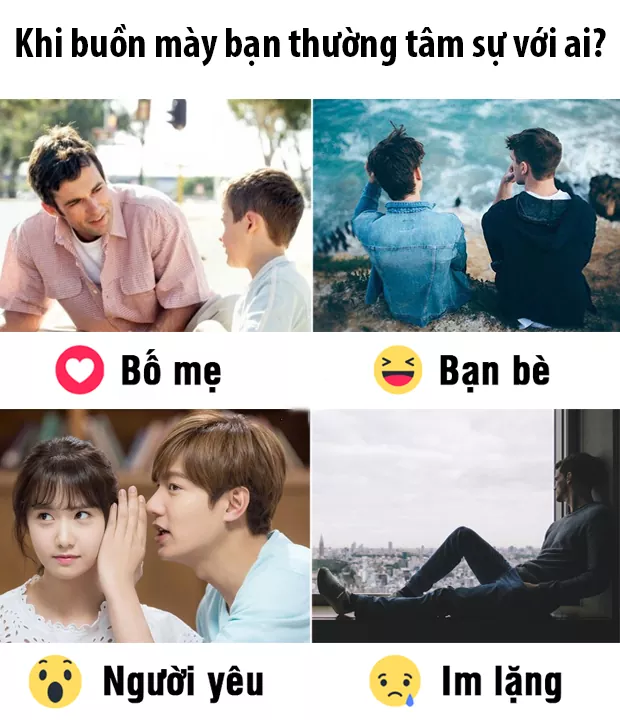 Khi buồn mày bạn thường tâm sự với ai?
Bố mẹ
Bạn bè
Người yêu
Im lặng